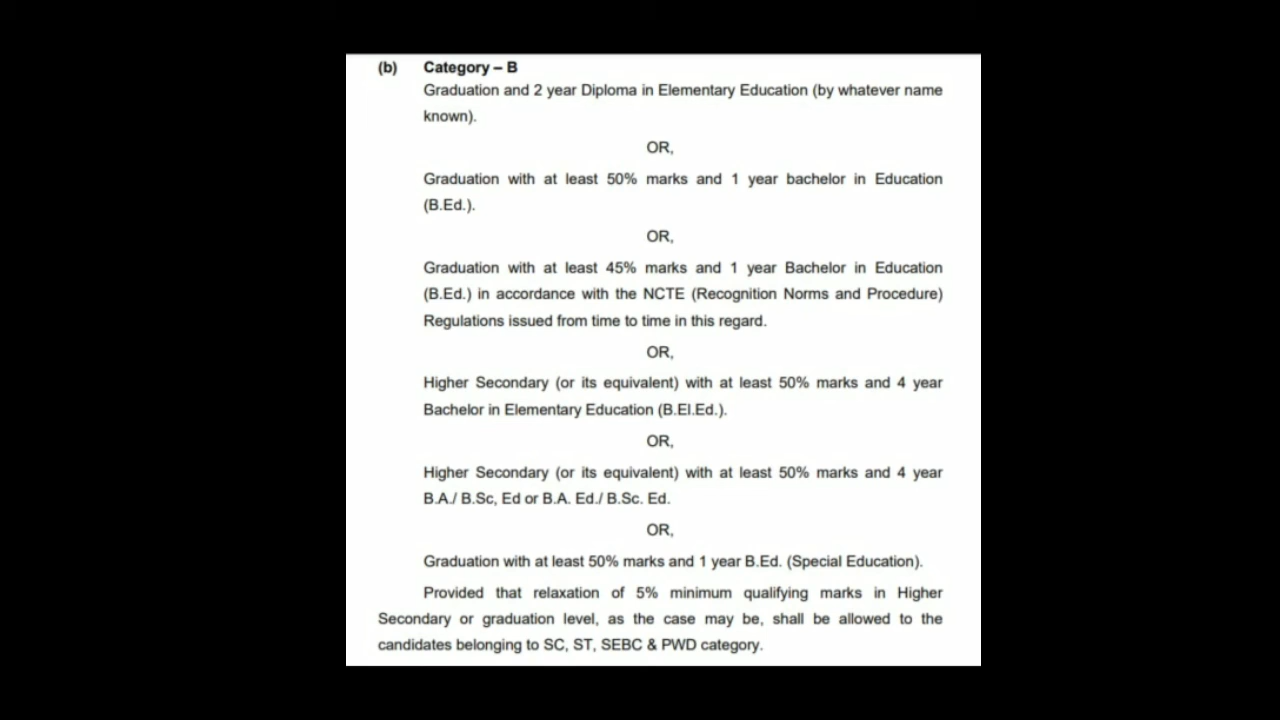 (b) Category – B
Graduation and 2 year Diploma in Elementary Education (by whatever name
known).
OR,
Graduation with at least 50% marks and 1 year bachelor in Education
(B.Ed.).
OR,
Graduation with at least 45% marks and 1 year Bachelor in Education
(B.Ed.) in accordance with the NCTE (Recognition Norms and Procedure)
Regulations issued from time to time in this regard.
OR,
Higher Secondary (or its equivalent) with at least 50% marks and 4 year
Bachelor in Elementary Education (B.El.Ed.).
OR,
Higher Secondary (or its equivalent) with at least 50% marks and 4 year
B.A./ B.Sc, Ed or B.A. Ed./ B.Sc. Ed.
OR,
Graduation with at least 50% marks and 1 year B.Ed. (Special Education).
Provided that relaxation of 5% minimum qualifying marks in Higher
Secondary or graduation level, as the case may be, shall be allowed to the
candidates belonging to SC, ST, SEBC & PWD category.